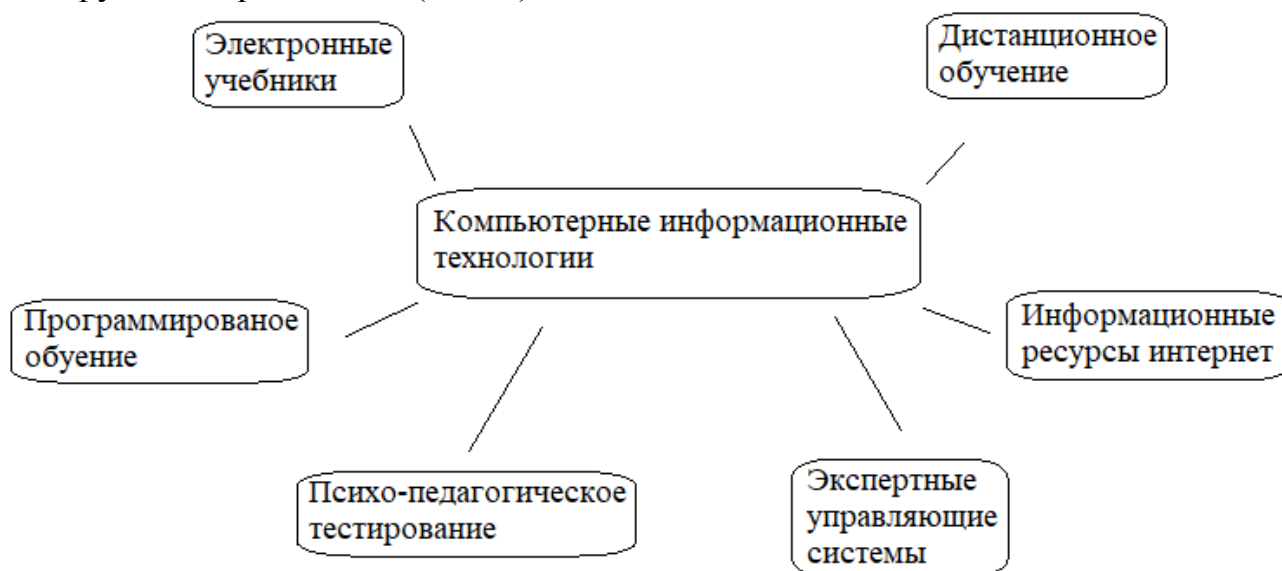 Электронные
учебники
Дистанционное
обучение
Компьютерные информационные
технологии
Программированое
обуение
Информационные
ресурсы интернет
Психо-педагогическое
тестирование
Экспертные
управляющие
системы